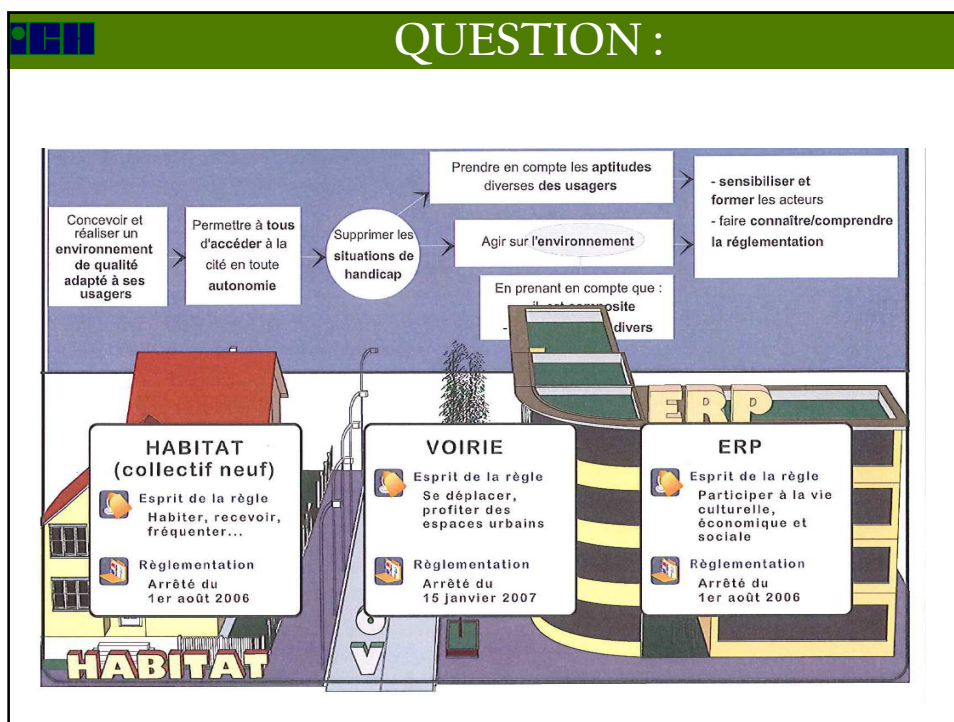 iCH
QUESTION :
Concevoir et
réaliser un
environnement
de qualité
adapté à ses
usagers
Permettre à tous
d'accéder à la
cité en toute
autonomie
Supprimer les
situations de
handicap
Prendre en compte les aptitudes
diverses des usagers
Agir sur l'environnement
En prenant en compte que :
il est composite
- divers
- sensibiliser et
former les acteurs
- faire connaître/comprendre
la réglementation
HABITAT
(collectif neuf)
Esprit de la règle
Habiter, recevoir,
fréquenter...
Règlementation
Arrêté du
1er août 2006
VOIRIE
Esprit de la règle
Se déplacer,
profiter des
espaces urbains
Règlementation
Arrêté du
15 janvier 2007
ERP
ERP
Esprit de la règle
Participer à la vie
culturelle,
économique et
sociale
Règlementation
Arrêté du
1er août 2006
HABITAT
VO